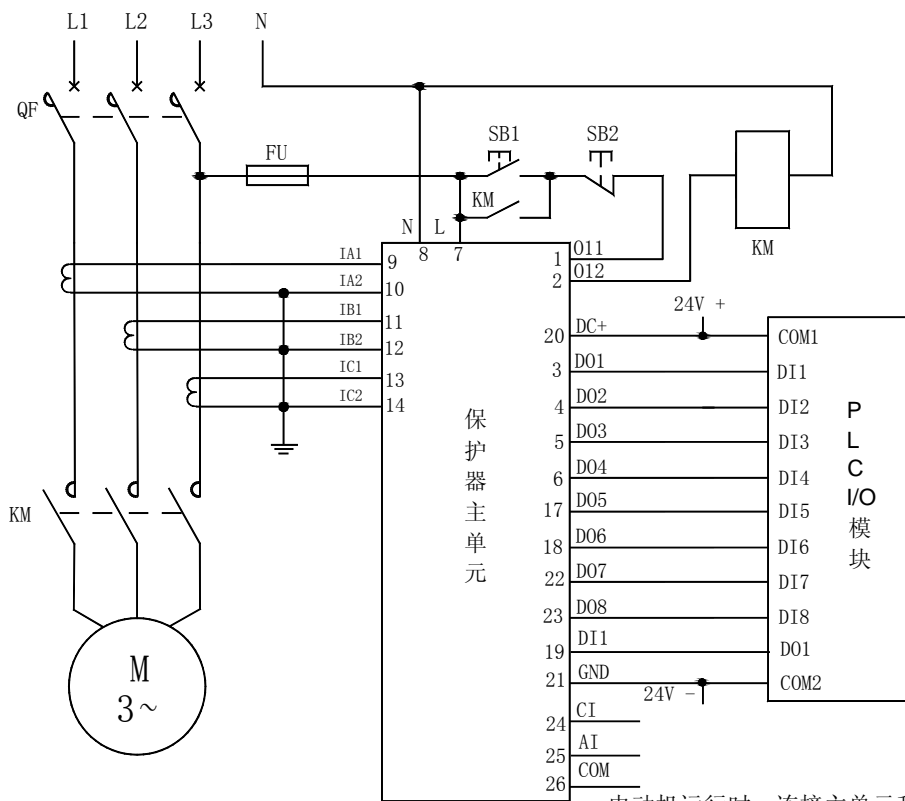 L1
L2
L3
N
QF
FU
SB1
SB2
KM
KM
N
L
8
7
O11
1
O12
2
IA1
9
IA2
10
IB1
11
IB2
12
IC1
13
IC2
14
24V +
DC+
20
COM1
DO1
3
DI1
DO2
4
DI2
DO3
5
DI3
DO4
6
DI4
DO5
17
DI5
DO6
18
DI6
DO7
22
DI7
DO8
23
DI8
DI1
19
DO1
GND
21
COM2
24V -
CI
24
AI
25
COM
26
保
护
器
主
单
元
P
L
C
I/O
模
块
KM
M
3~